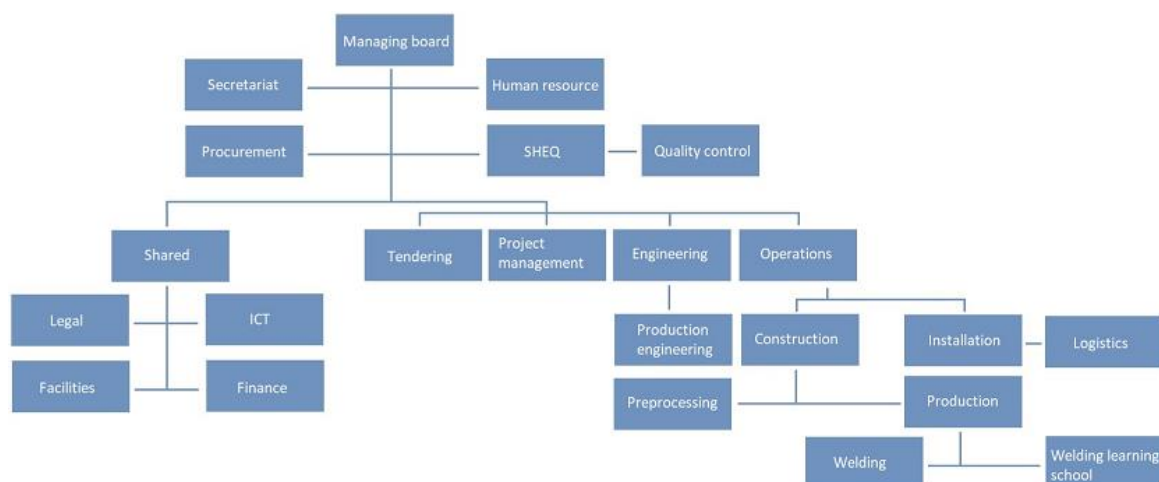 Managing board
Secretariat
Human resource
Procurement
SHEQ
Quality control
Shared
Tendering
Project
management
Engineering
Operations
Legal
ICT
Production
engineering
Construction
Installation
Logistics
Facilities
Finance
Preprocessing
Production
Welding
Welding learning
school